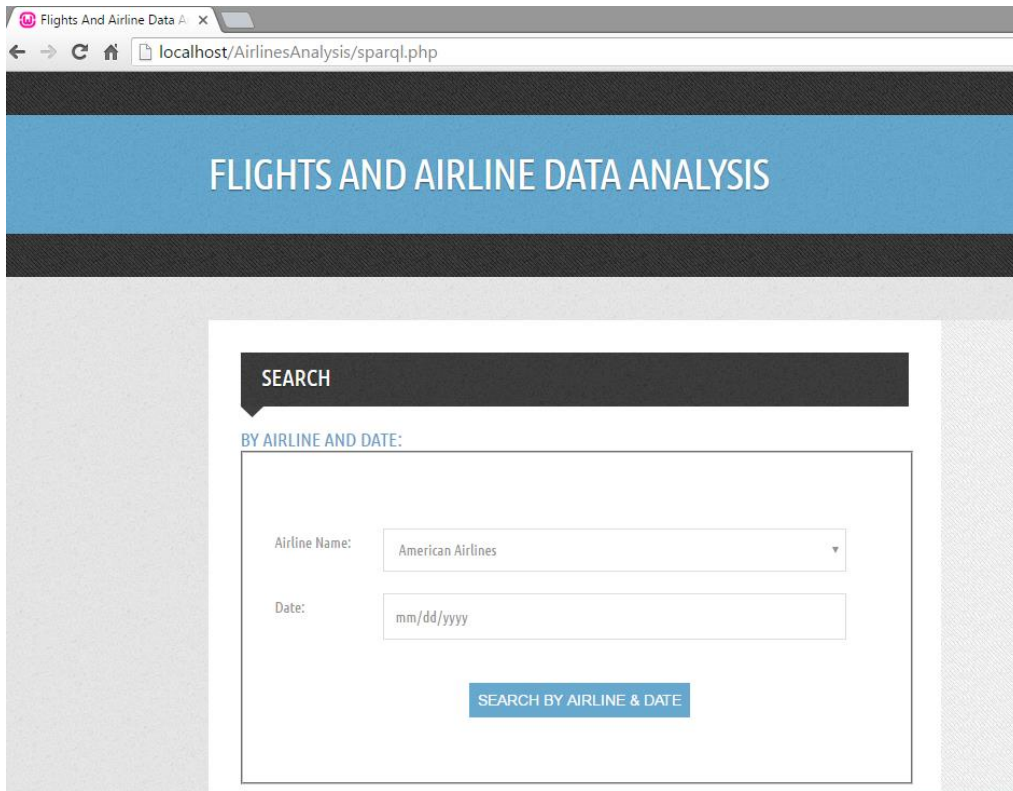 Flights And Airline Data A
localhost/AirlinesAnalysis/sparql.php
FLIGHTS AND AIRLINE DATA ANALYSIS
SEARCH
BY AIRLINE AND DATE:
Airline Name:
American Airlines
Date:
mm/dd/yyyy
SEARCH BY AIRLINE & DATE